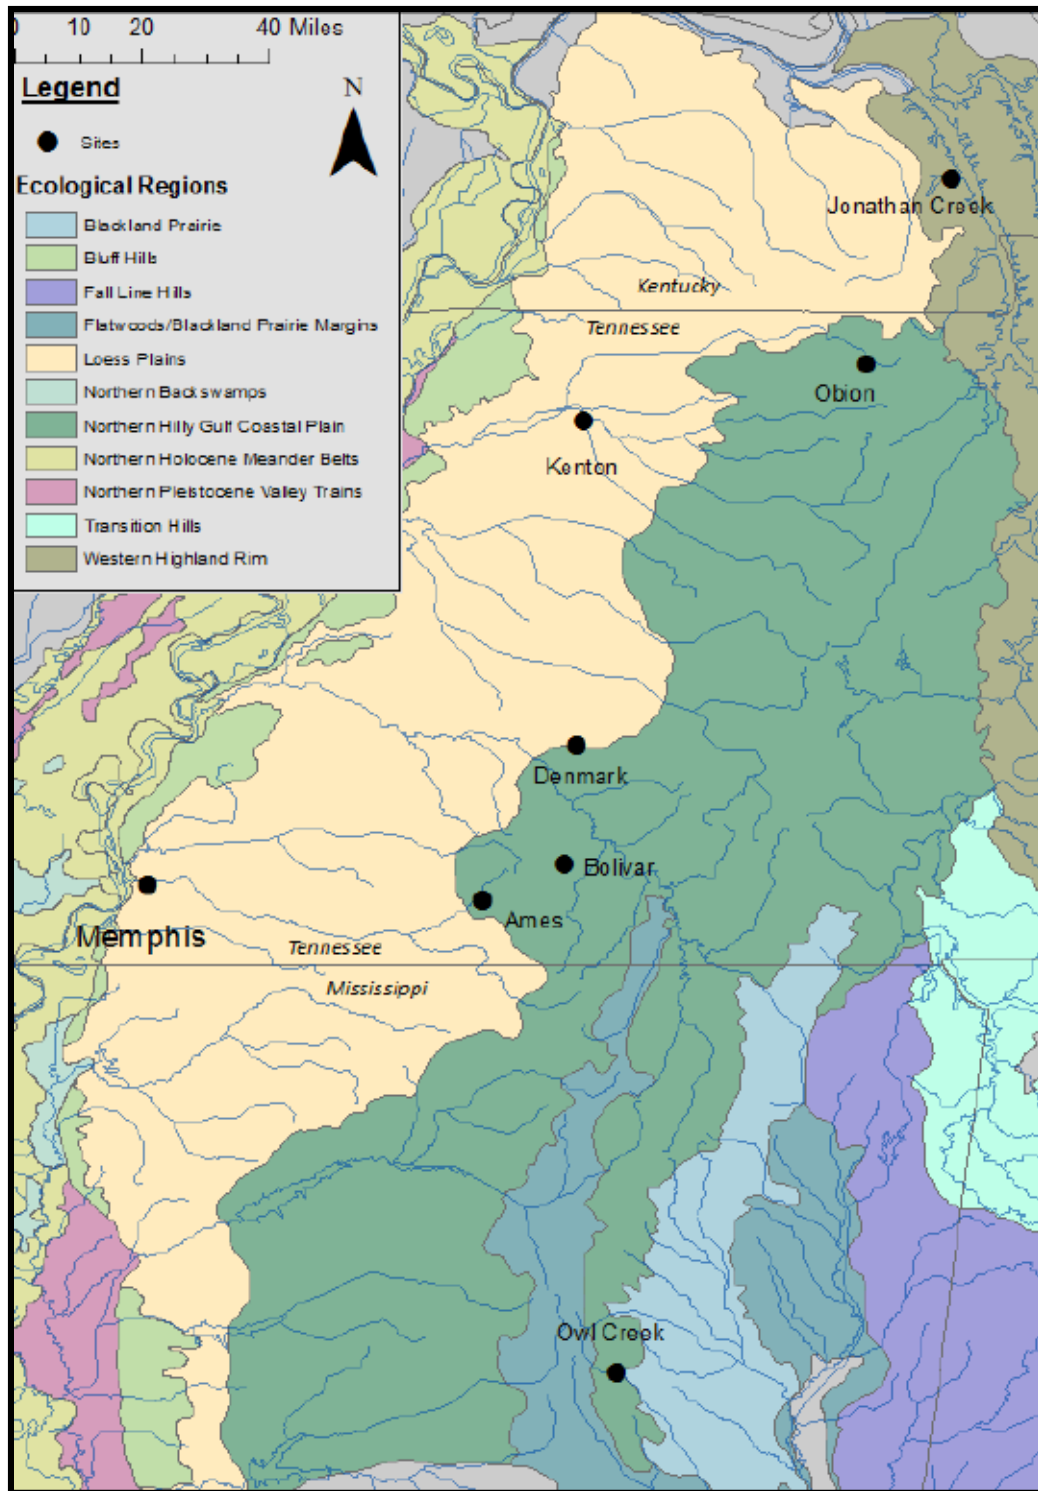 0 10 20 40 Miles
Legend
N
Sites
Ecological Regions
Blackland Prairie
Bluff Hills
Fall Line Hills
Flatwoods/Blackland Prairie Margins
Loess Plains
Northern Backswamps
Northern Hilly Gulf Coastal Plain
Northern Holocene Meander Belts
Northern Pleistocene Valley Trains
Transition Hills
Western Highland Rim
Jonathan Creek
Kentucky
Tennessee
Obion
Kenton
Denmark
Bolivar
Ames
Memphis
Tennessee
Mississippi
Owl Creek